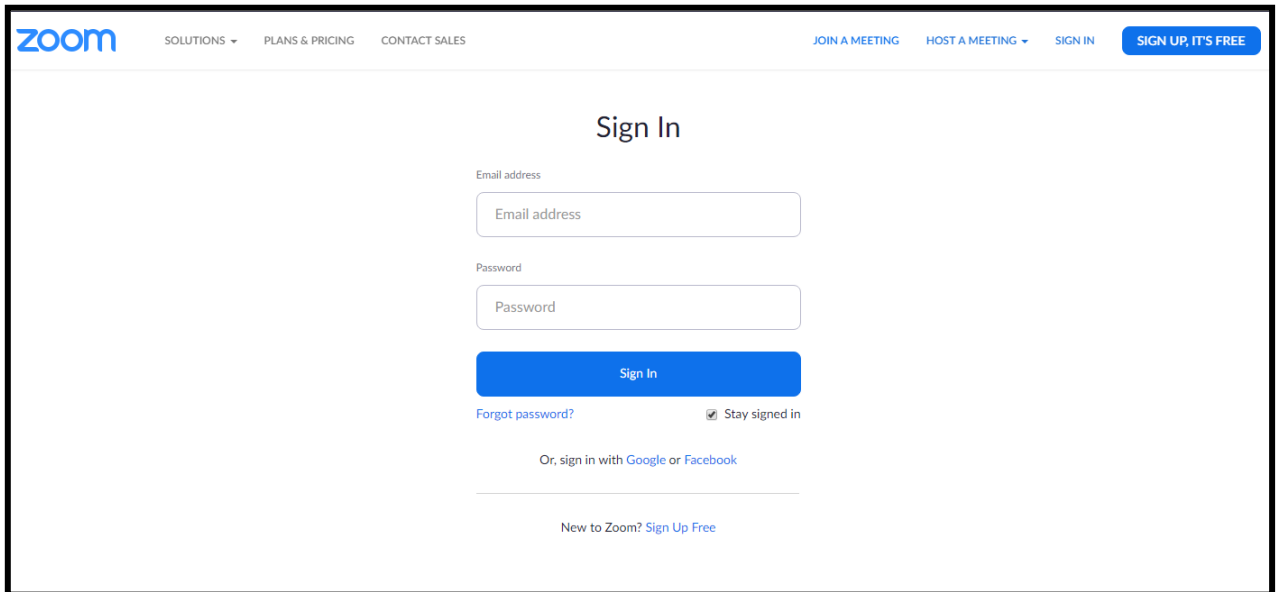 zoom SOLUTIONS PLANS & PRICING CONTACT SALES JOIN A MEETING HOST A MEETING SIGN IN SIGN UP, IT'S FREE
Sign In
Email address
Email address
Password
Password
Sign In
Forgot password? Stay signed in
Or, sign in with Google or Facebook
New to Zoom? Sign Up Free